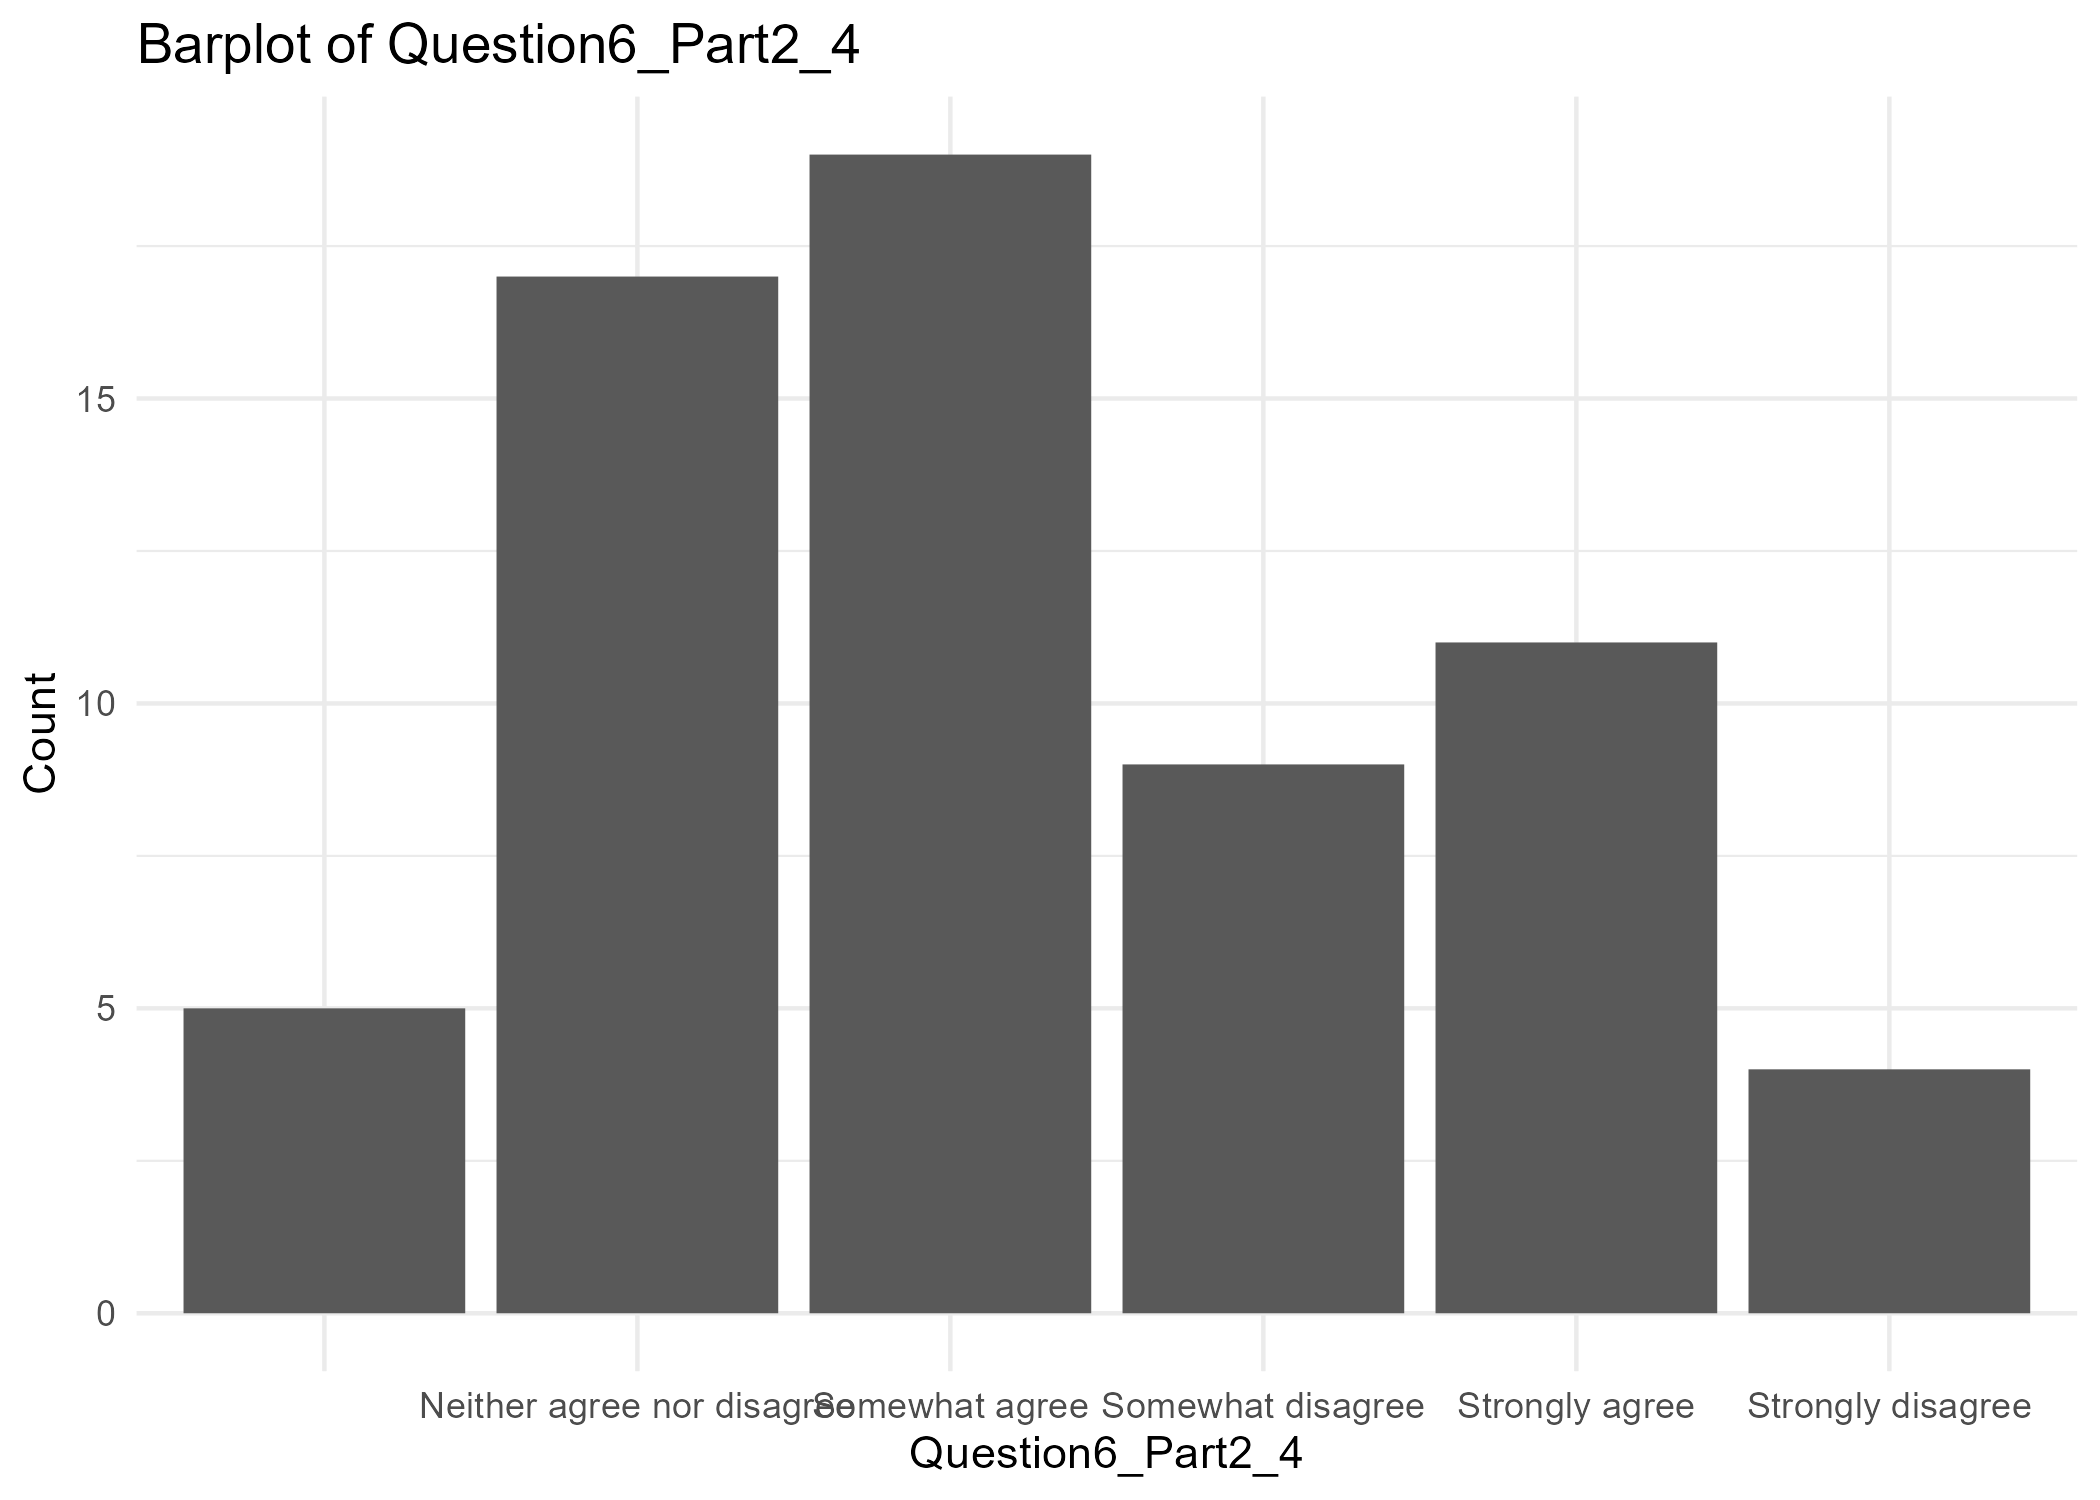 Barplot of Question6_Part2_4
Count
15
10
5
0
Neither agree nor disagree Somewhat agree Somewhat disagree Strongly agree Strongly disagree
Question6_Part2_4